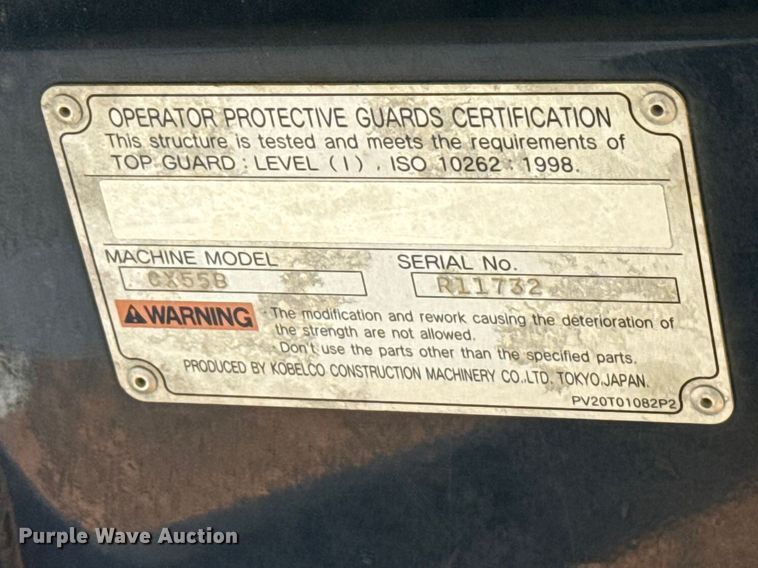 OPERATOR PROTECTIVE GUARDS CERTIFICATION
This structure is tested and meets the requirements of
TOP GUARD : LEVEL ( I ) , ISO 10262 : 1998.
MACHINE MODEL SERIAL No.
CX55B R11732
WARNING
· The modification and rework causing the deterioration of
the strength are not allowed.
· Don't use the parts other than the specified parts.
PRODUCED BY KOBELCO CONSTRUCTION MACHINERY CO.,LTD. TOKYO.JAPAN.
PV20T01082P2
Purple Wave Auction